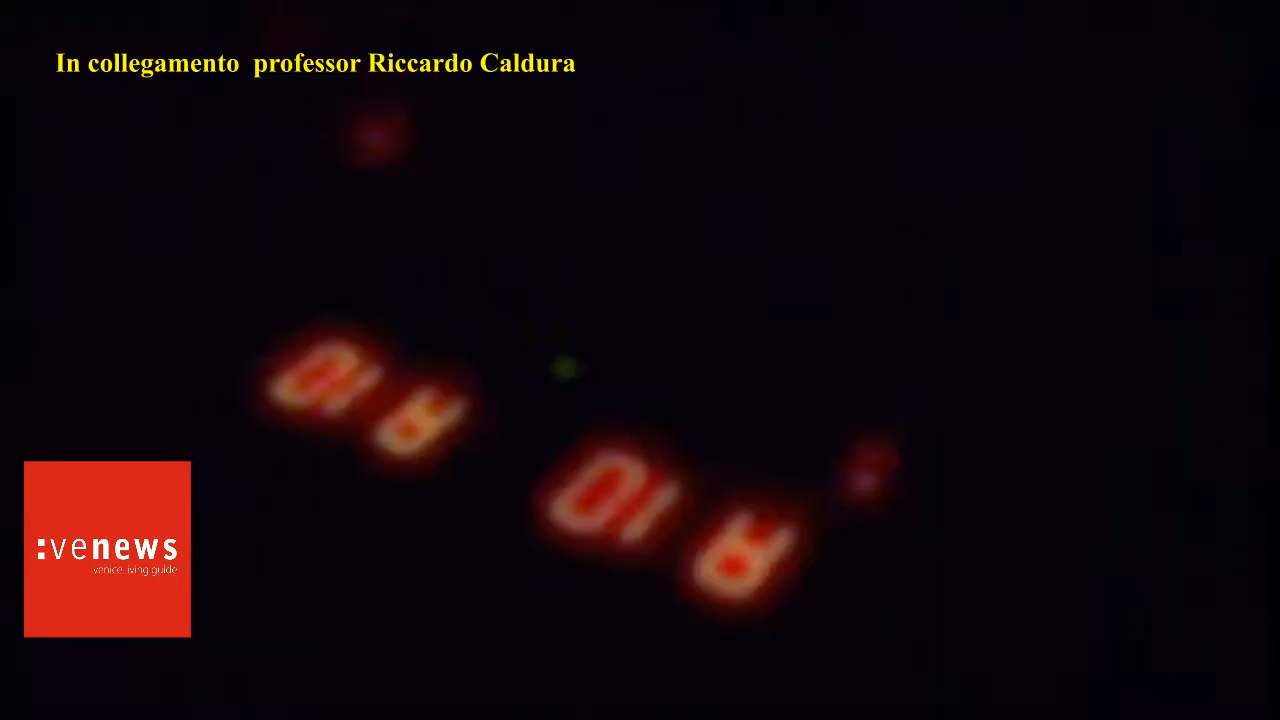 In collegamento  professor Riccardo Caldura
:venews
venice living guide